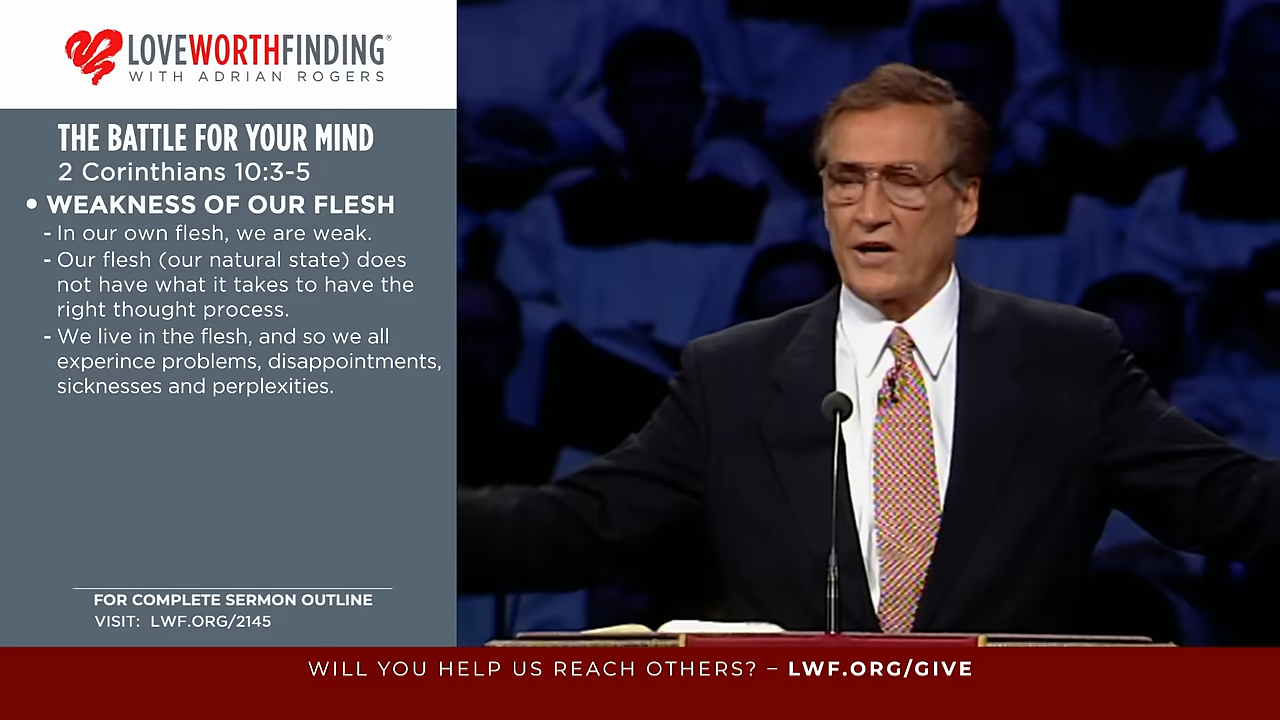 LOVEWORTHFINDING®
WITH ADRIAN ROGERS
THE BATTLE FOR YOUR MIND
2 Corinthians 10:3-5
• WEAKNESS OF OUR FLESH
- In our own flesh, we are weak.
- Our flesh (our natural state) does
not have what it takes to have the
right thought process.
- We live in the flesh, and so we all
experince problems, disappointments,
sicknesses and perplexities.
FOR COMPLETE SERMON OUTLINE
VISIT: LWF.ORG/2145
WILL YOU HELP US REACH OTHERS? – LWF.ORG/GIVE